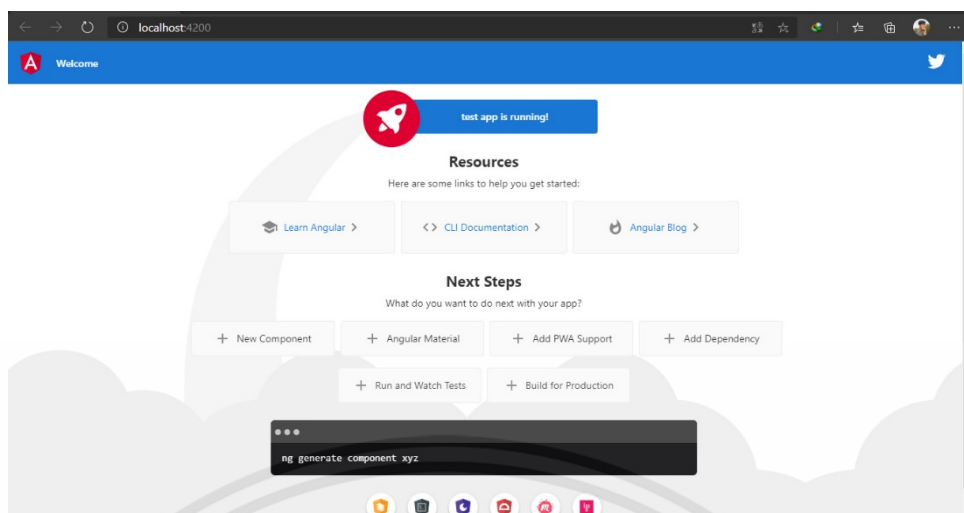 localhost:4200
Welcome
test app is running!
Resources
Here are some links to help you get started:
Learn Angular
CLI Documentation
Angular Blog
Next Steps
What do you want to do next with your app?
New Component
Angular Material
Add PWA Support
Add Dependency
Run and Watch Tests
Build for Production
ng generate component xyz